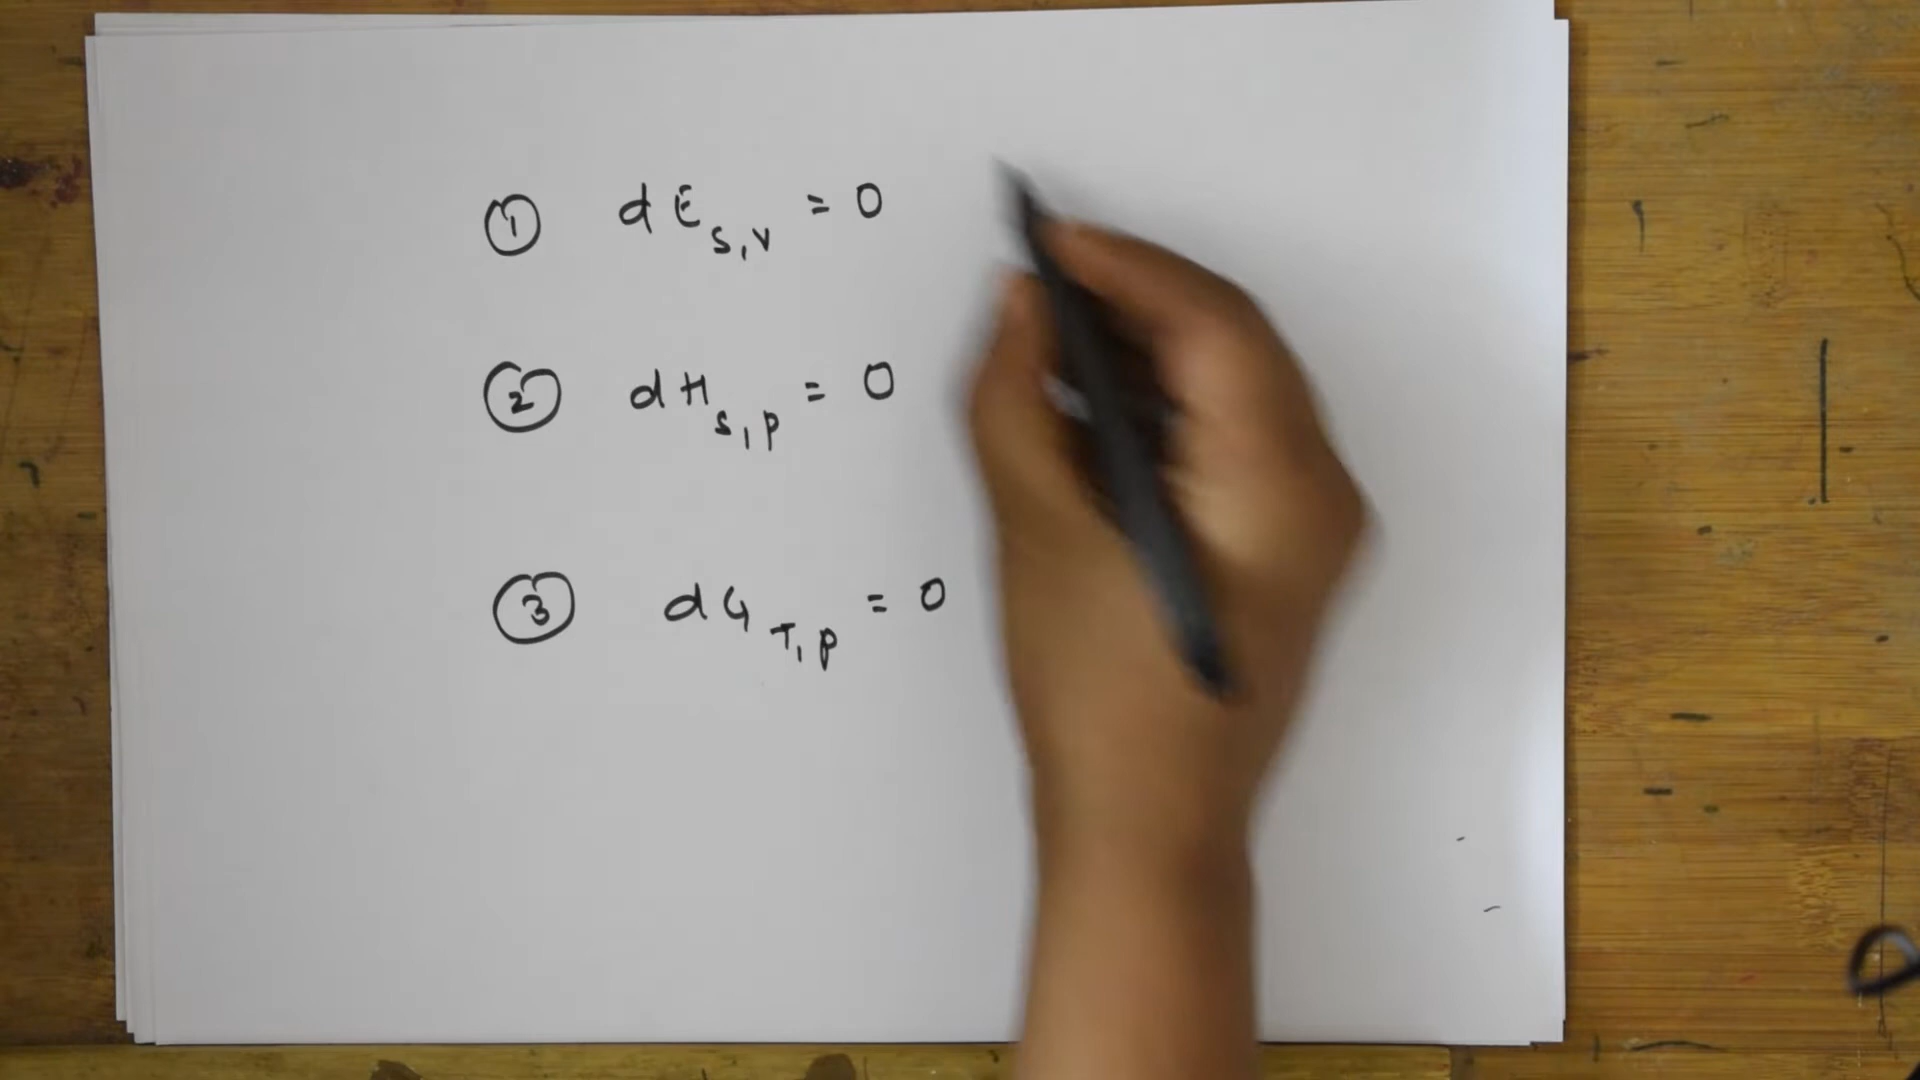 ① dE_{S,V} = 0
② dH_{S,P} = 0
③ dG_{T,P} = 0